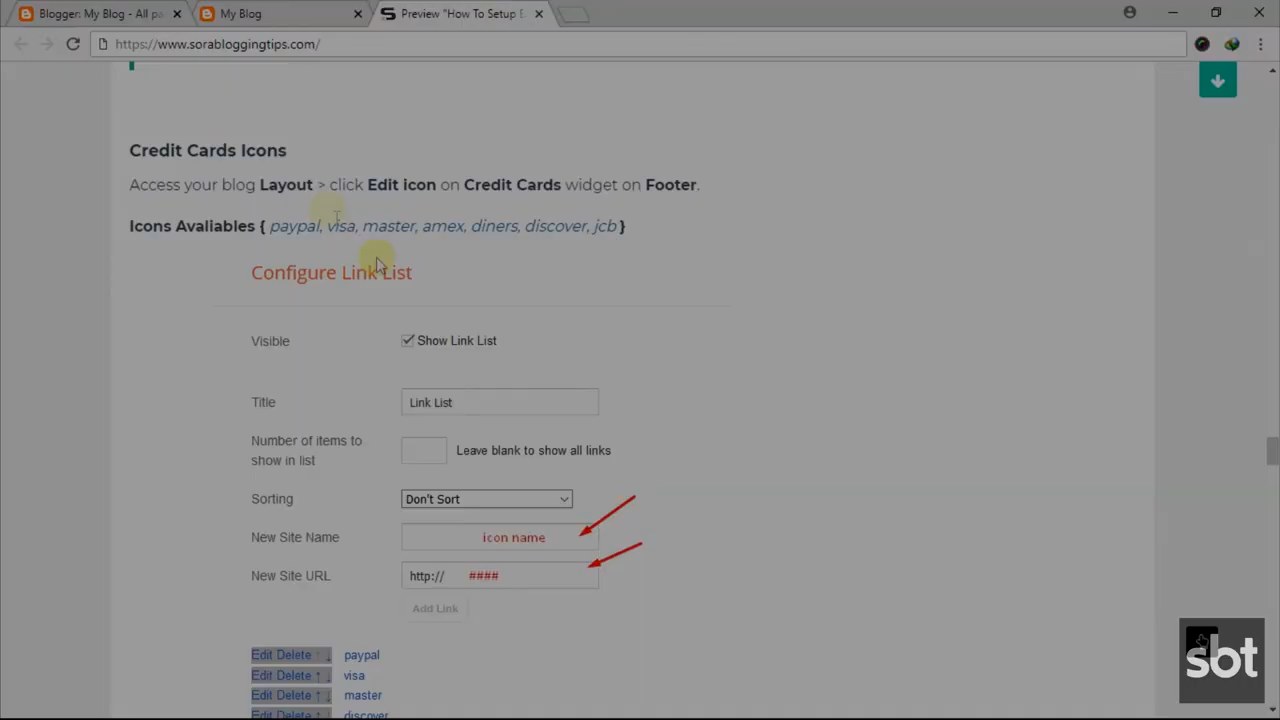 Blogger: My Blog - All pa
My Blog
Preview "How To Setup E
https://www.sorabloggingtips.com/
Credit Cards Icons
Access your blog Layout > click Edit icon on Credit Cards widget on Footer.
Icons Avaliables { paypal, visa, master, amex, diners, discover, jcb }
Configure Link List
Visible
Show Link List
Title
Link List
Number of items to
show in list
Leave blank to show all links
Sorting
Don't Sort
New Site Name
icon name
New Site URL
http://
####
Add Link
Edit Delete ↑ ↓ paypal
Edit Delete ↑ ↓ visa
Edit Delete ↑ ↓ master
Edit Delete ↑ ↓ discover
sbt